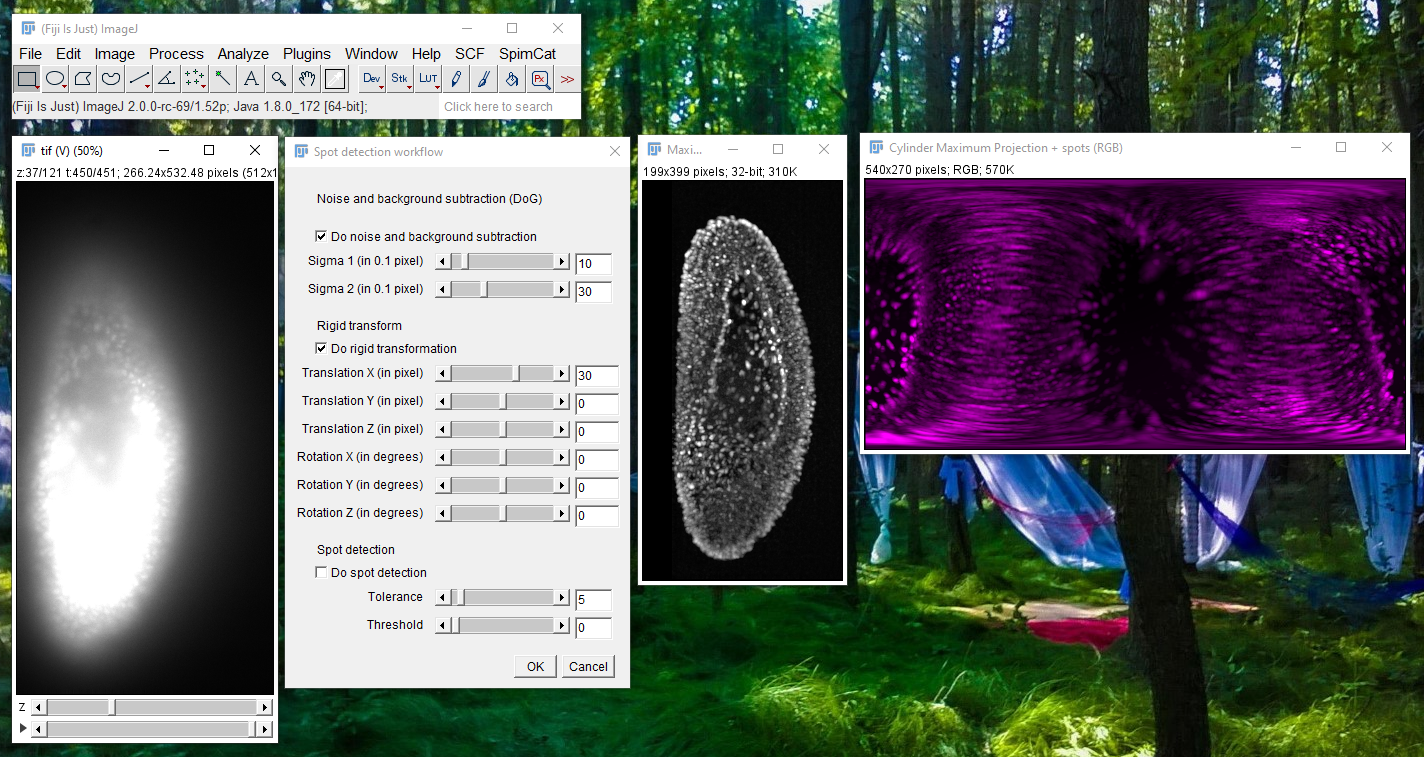 (Fiji Is Just) ImageJ
File Edit Image Process Analyze Plugins Window Help SCF SpimCat
A Dev Stk LUT Px >>
(Fiji Is Just) ImageJ 2.0.0-rc-69/1.52p; Java 1.8.0_172 [64-bit];
Click here to search
tif (V) (50%)
z:37/121 t:450/451; 266.24x532.48 pixels (512x1
Z
Spot detection workflow
Noise and background subtraction (DoG)
Do noise and background subtraction
Sigma 1 (in 0.1 pixel) 10
Sigma 2 (in 0.1 pixel) 30
Rigid transform
Do rigid transformation
Translation X (in pixel) 30
Translation Y (in pixel) 0
Translation Z (in pixel) 0
Rotation X (in degrees) 0
Rotation Y (in degrees) 0
Rotation Z (in degrees) 0
Spot detection
Do spot detection
Tolerance 5
Threshold 0
OK Cancel
Maxi...
199x399 pixels; 32-bit; 310K
Cylinder Maximum Projection + spots (RGB)
540x270 pixels; RGB; 570K